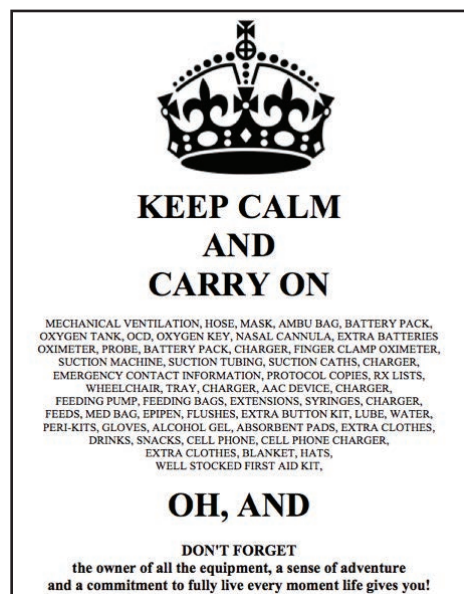 KEEP CALM
AND
CARRY ON
MECHANICAL VENTILATION, HOSE, MASK, AMBU BAG, BATTERY PACK,
OXYGEN TANK, OCD, OXYGEN KEY, NASAL CANNULA, EXTRA BATTERIES
OXIMETER, PROBE, BATTERY PACK, CHARGER, FINGER CLAMP OXIMETER,
SUCTION MACHINE, SUCTION TUBING, SUCTION CATHS, CHARGER,
EMERGENCY CONTACT INFORMATION, PROTOCOL COPIES, RX LISTS,
WHEELCHAIR, TRAY, CHARGER, AAC DEVICE, CHARGER,
FEEDING PUMP, FEEDING BAGS, EXTENSIONS, SYRINGES, CHARGER,
FEEDS, MED BAG, EPIPEN, FLUSHES, EXTRA BUTTON KIT, LUBE, WATER,
PERI-KITS, GLOVES, ALCOHOL GEL, ABSORBENT PADS, EXTRA CLOTHES,
DRINKS, SNACKS, CELL PHONE, CELL PHONE CHARGER,
EXTRA CLOTHES, BLANKET, HATS,
WELL STOCKED FIRST AID KIT,
OH, AND
DON'T FORGET
the owner of all the equipment, a sense of adventure
and a commitment to fully live every moment life gives you!